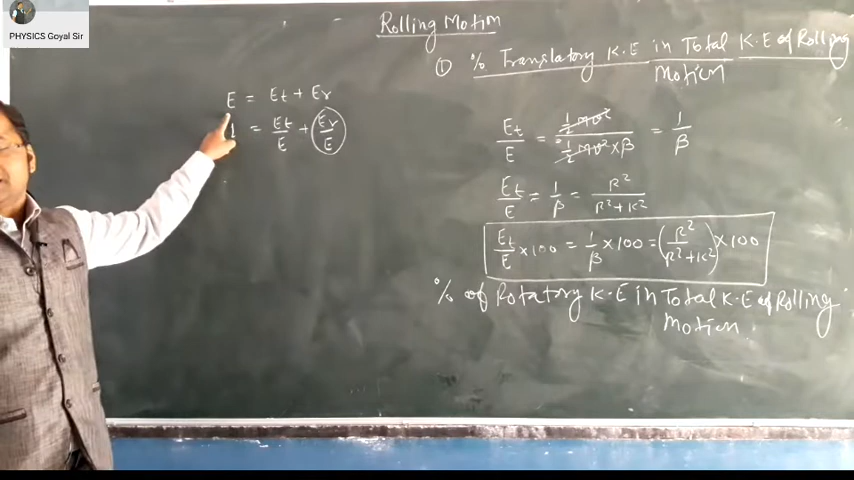 PHYSICS Goyal Sir
Rolling Motion
① % Translatory K.E in Total K.E of Rolling
Motion
E = Et + Er
1 = Et/E + Er/E
Et/E = ½mv²/½mv²×β = 1/β
Et/E = 1/β = R²/R²+K²
Et/E × 100 = 1/β × 100 = (R²/R²+K²) × 100
% of Rotatory K.E in Total K.E of Rolling
Motion.